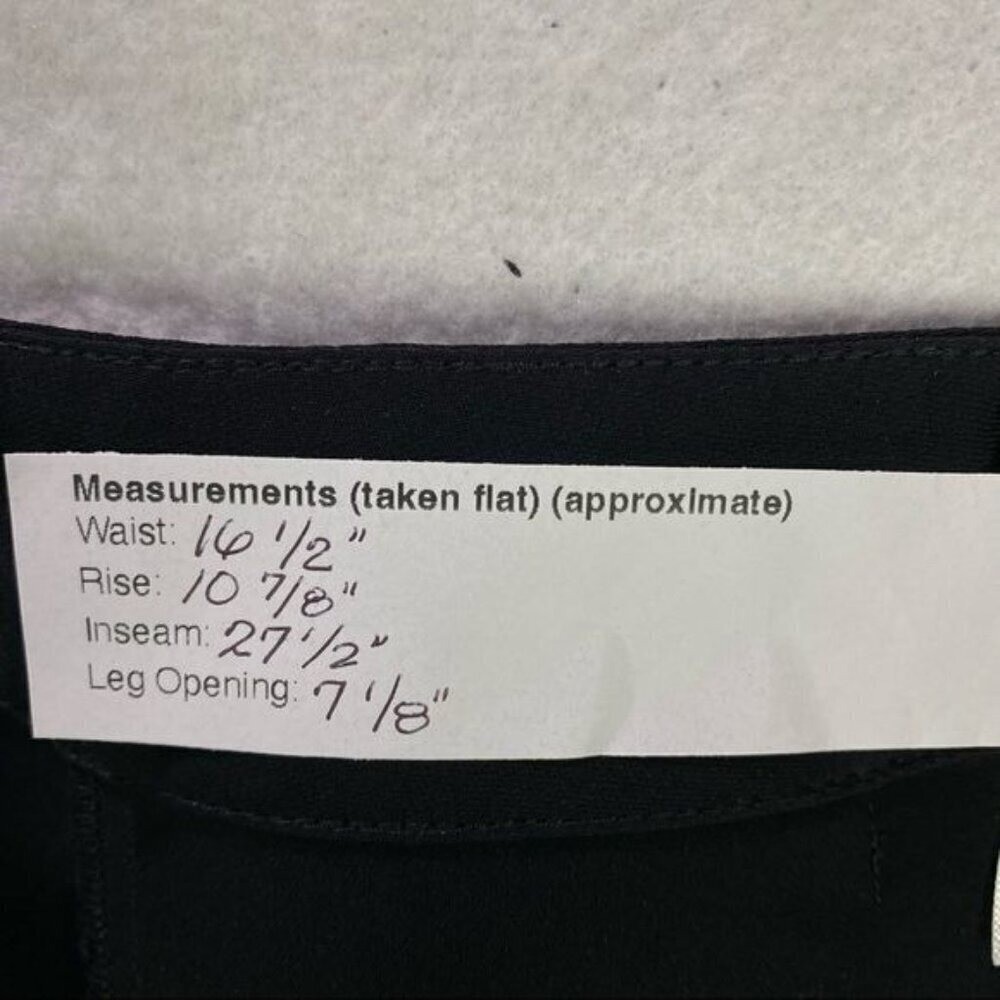 Measurements (taken flat) (approximate)
Waist: 16 1/2"
Rise: 10 7/8"
Inseam: 27 1/2"
Leg Opening: 7 1/8"